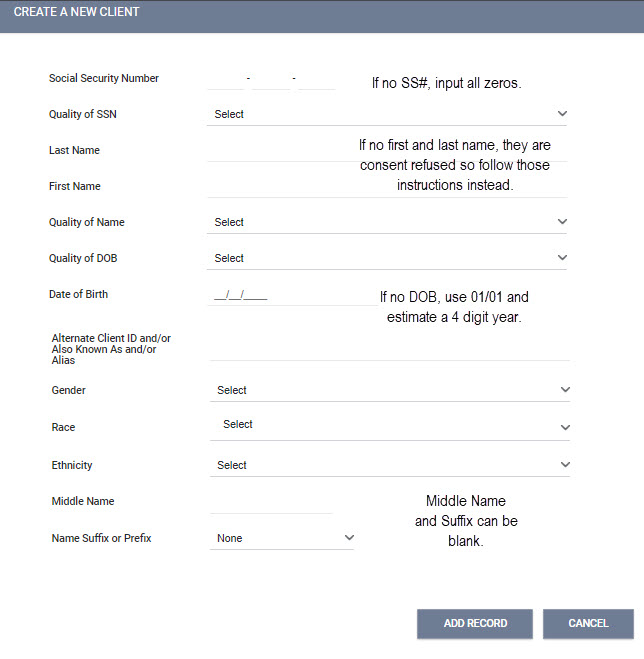 CREATE A NEW CLIENT
Social Security Number - - If no SS#, input all zeros.
Quality of SSN Select
Last Name
If no first and last name, they are
consent refused so follow those
First Name instructions instead.
Quality of Name Select
Quality of DOB Select
Date of Birth __/__/____ If no DOB, use 01/01 and
estimate a 4 digit year.
Alternate Client ID and/or
Also Known As and/or
Alias
Gender Select
Race Select
Ethnicity Select
Middle Name
Middle Name
and Suffix can be
blank.
Name Suffix or Prefix None
ADD RECORD CANCEL